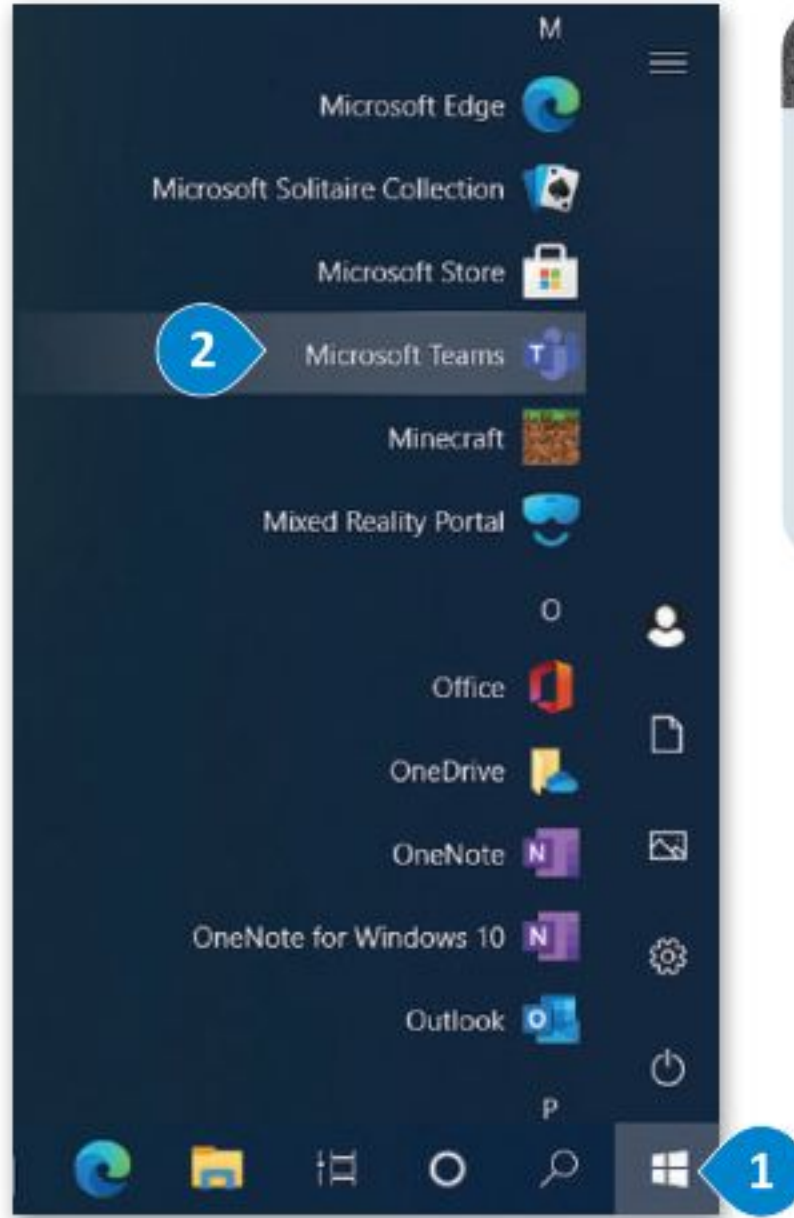 M
Microsoft Edge
Microsoft Solitaire Collection
Microsoft Store
2
Microsoft Teams
Minecraft
Mixed Reality Portal
O
Office
OneDrive
OneNote
OneNote for Windows 10
Outlook
P
1